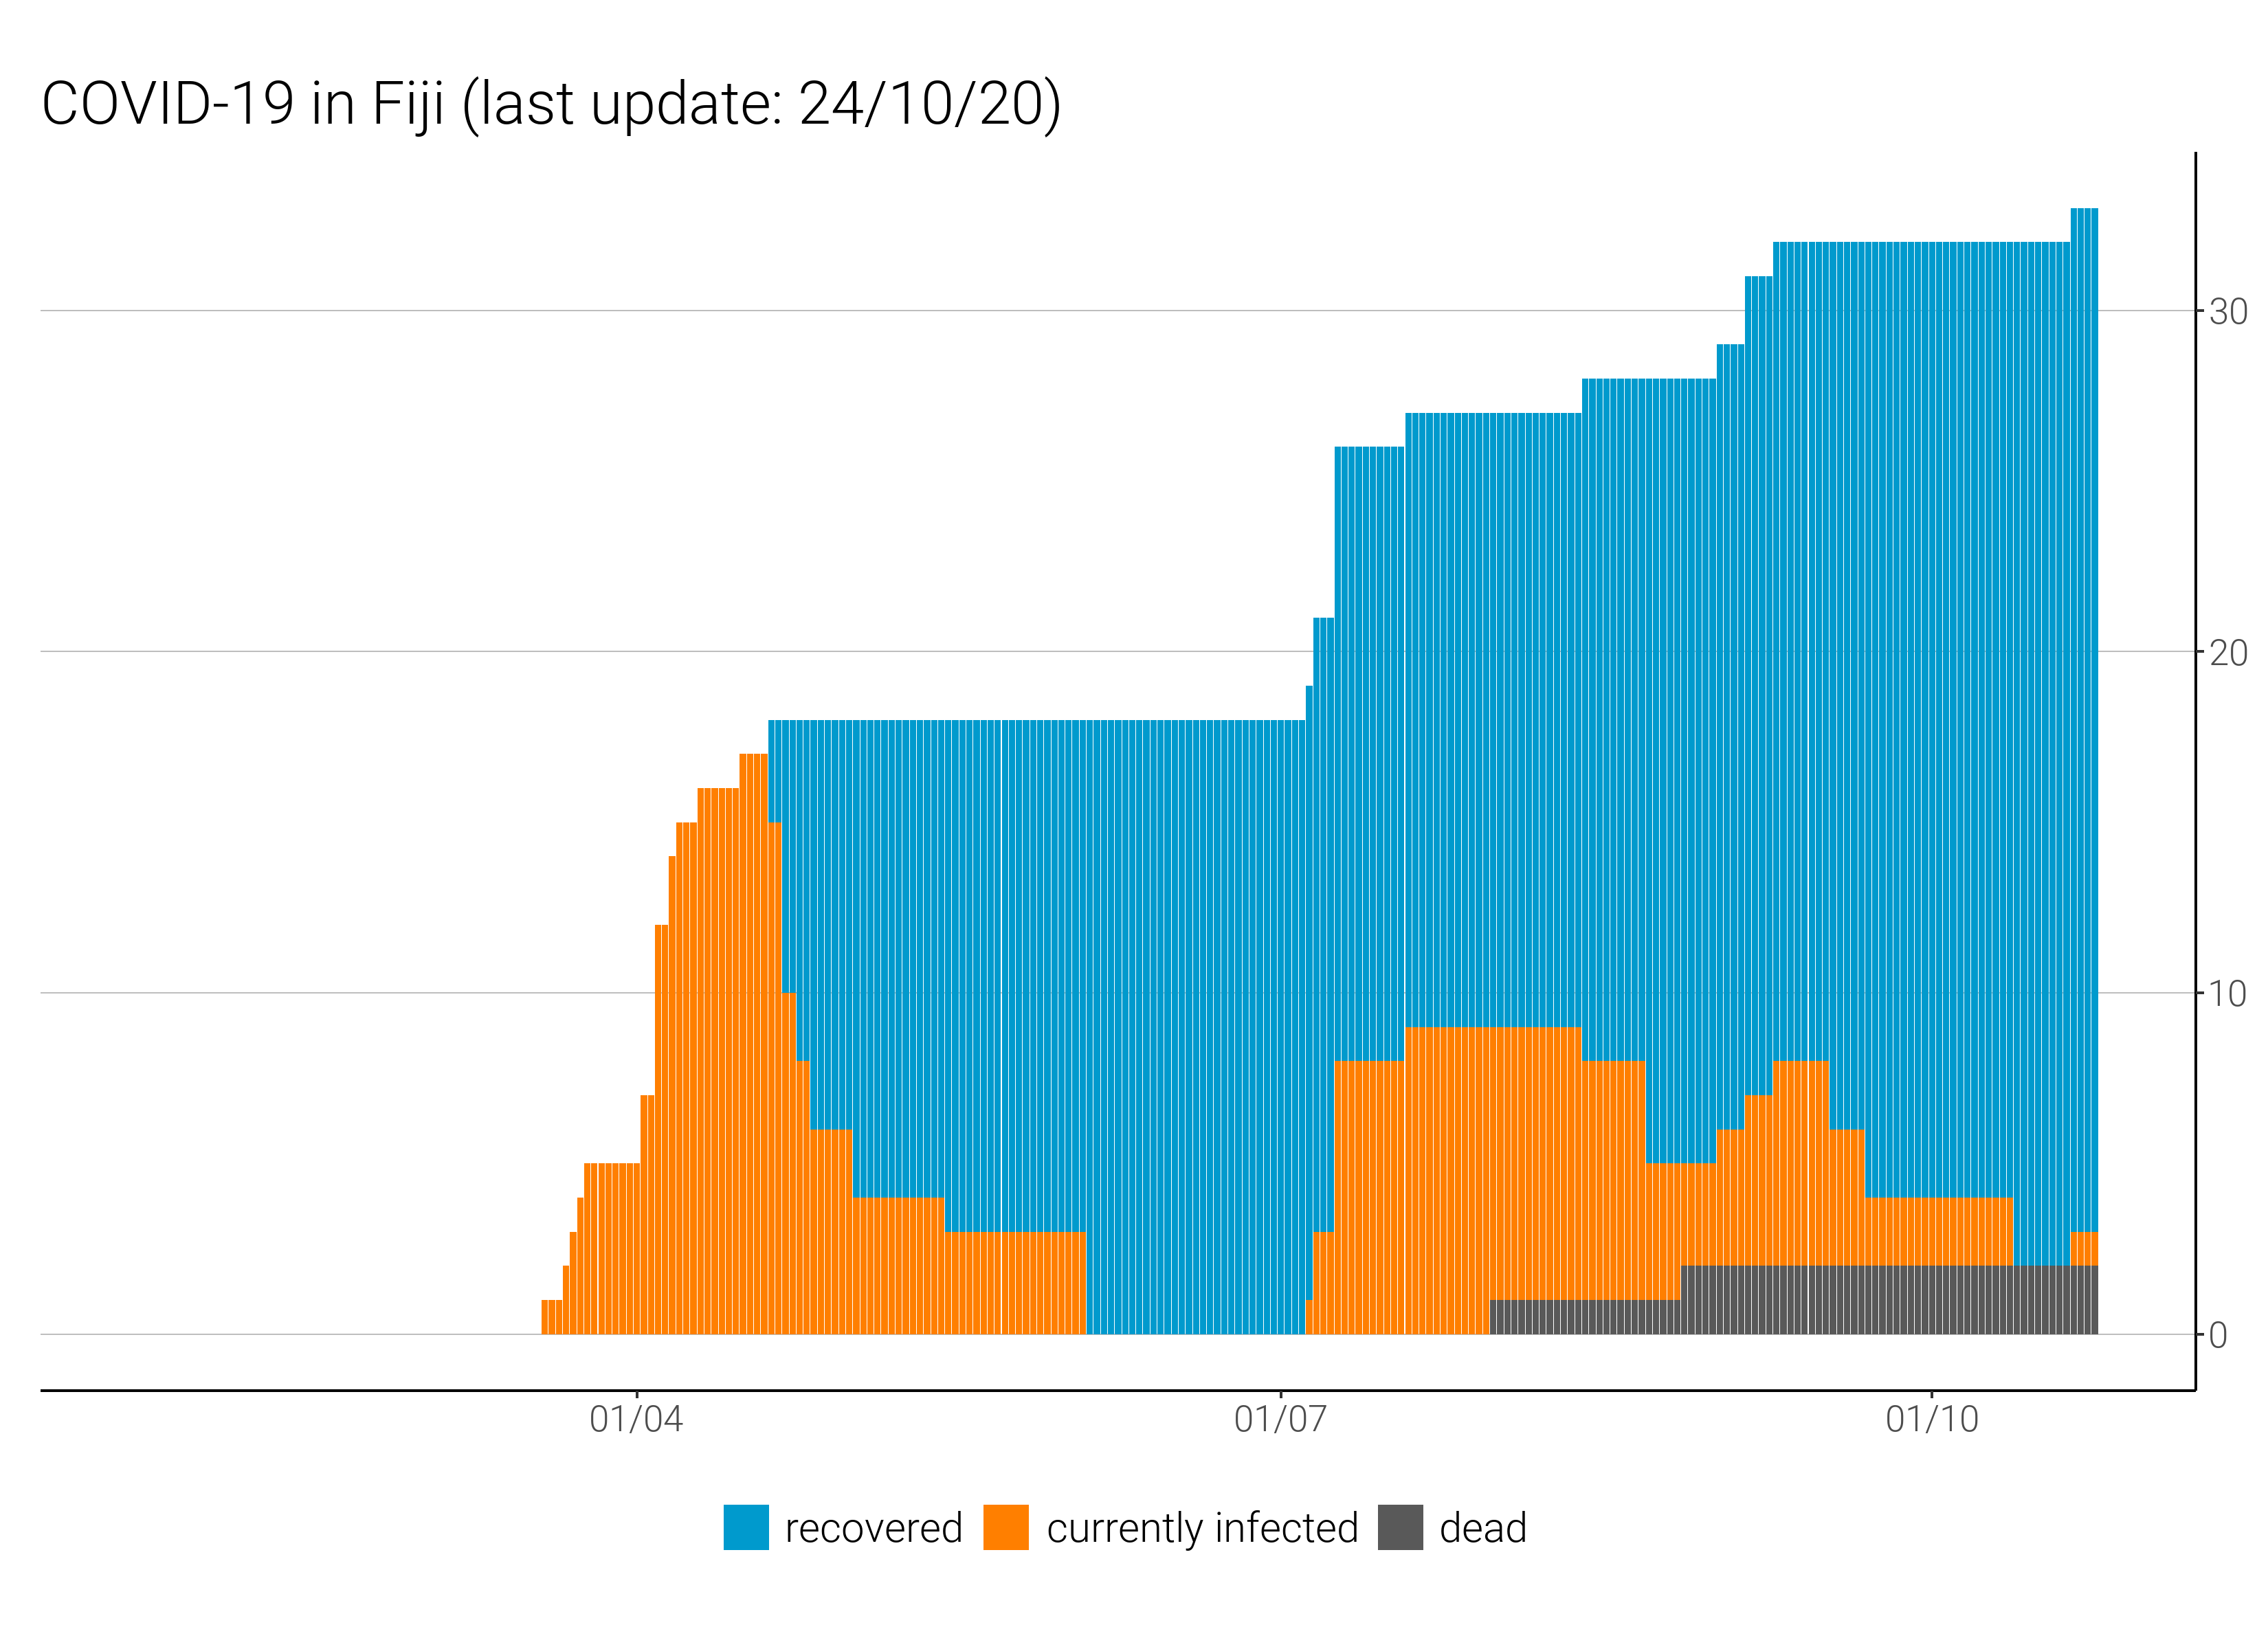 COVID-19 in Fiji (last update: 24/10/20)
30
20
10
0
01/04 01/07 01/10
recovered currently infected dead